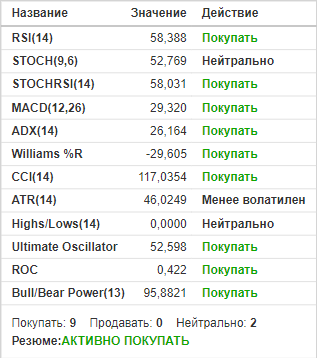 Название Значение Действие
RSI(14) 58,388 Покупать
STOCH(9,6) 52,769 Нейтрально
STOCHRSI(14) 58,031 Покупать
MACD(12,26) 29,320 Покупать
ADX(14) 26,164 Покупать
Williams %R -29,605 Покупать
CCI(14) 117,0354 Покупать
ATR(14) 46,0249 Менее волатилен
Highs/Lows(14) 0,0000 Нейтрально
Ultimate Oscillator 52,598 Покупать
ROC 0,422 Покупать
Bull/Bear Power(13) 95,8821 Покупать
Покупать: 9 Продавать: 0 Нейтрально: 2
Резюме:АКТИВНО ПОКУПАТЬ